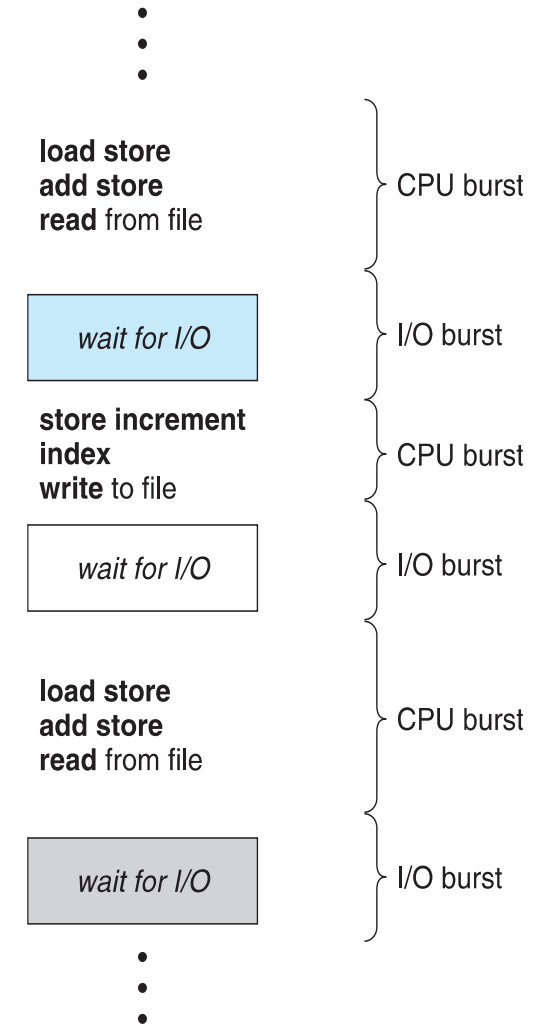 load store
add store
read from file
CPU burst
wait for I/O
I/O burst
store increment
index
write to file
CPU burst
wait for I/O
I/O burst
load store
add store
read from file
CPU burst
wait for I/O
I/O burst